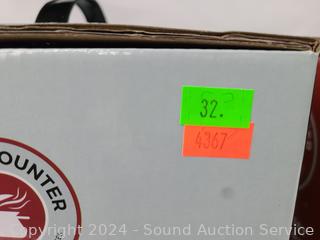 32.
4367
OUNTER
Copyright 2024 - Sound Auction Service